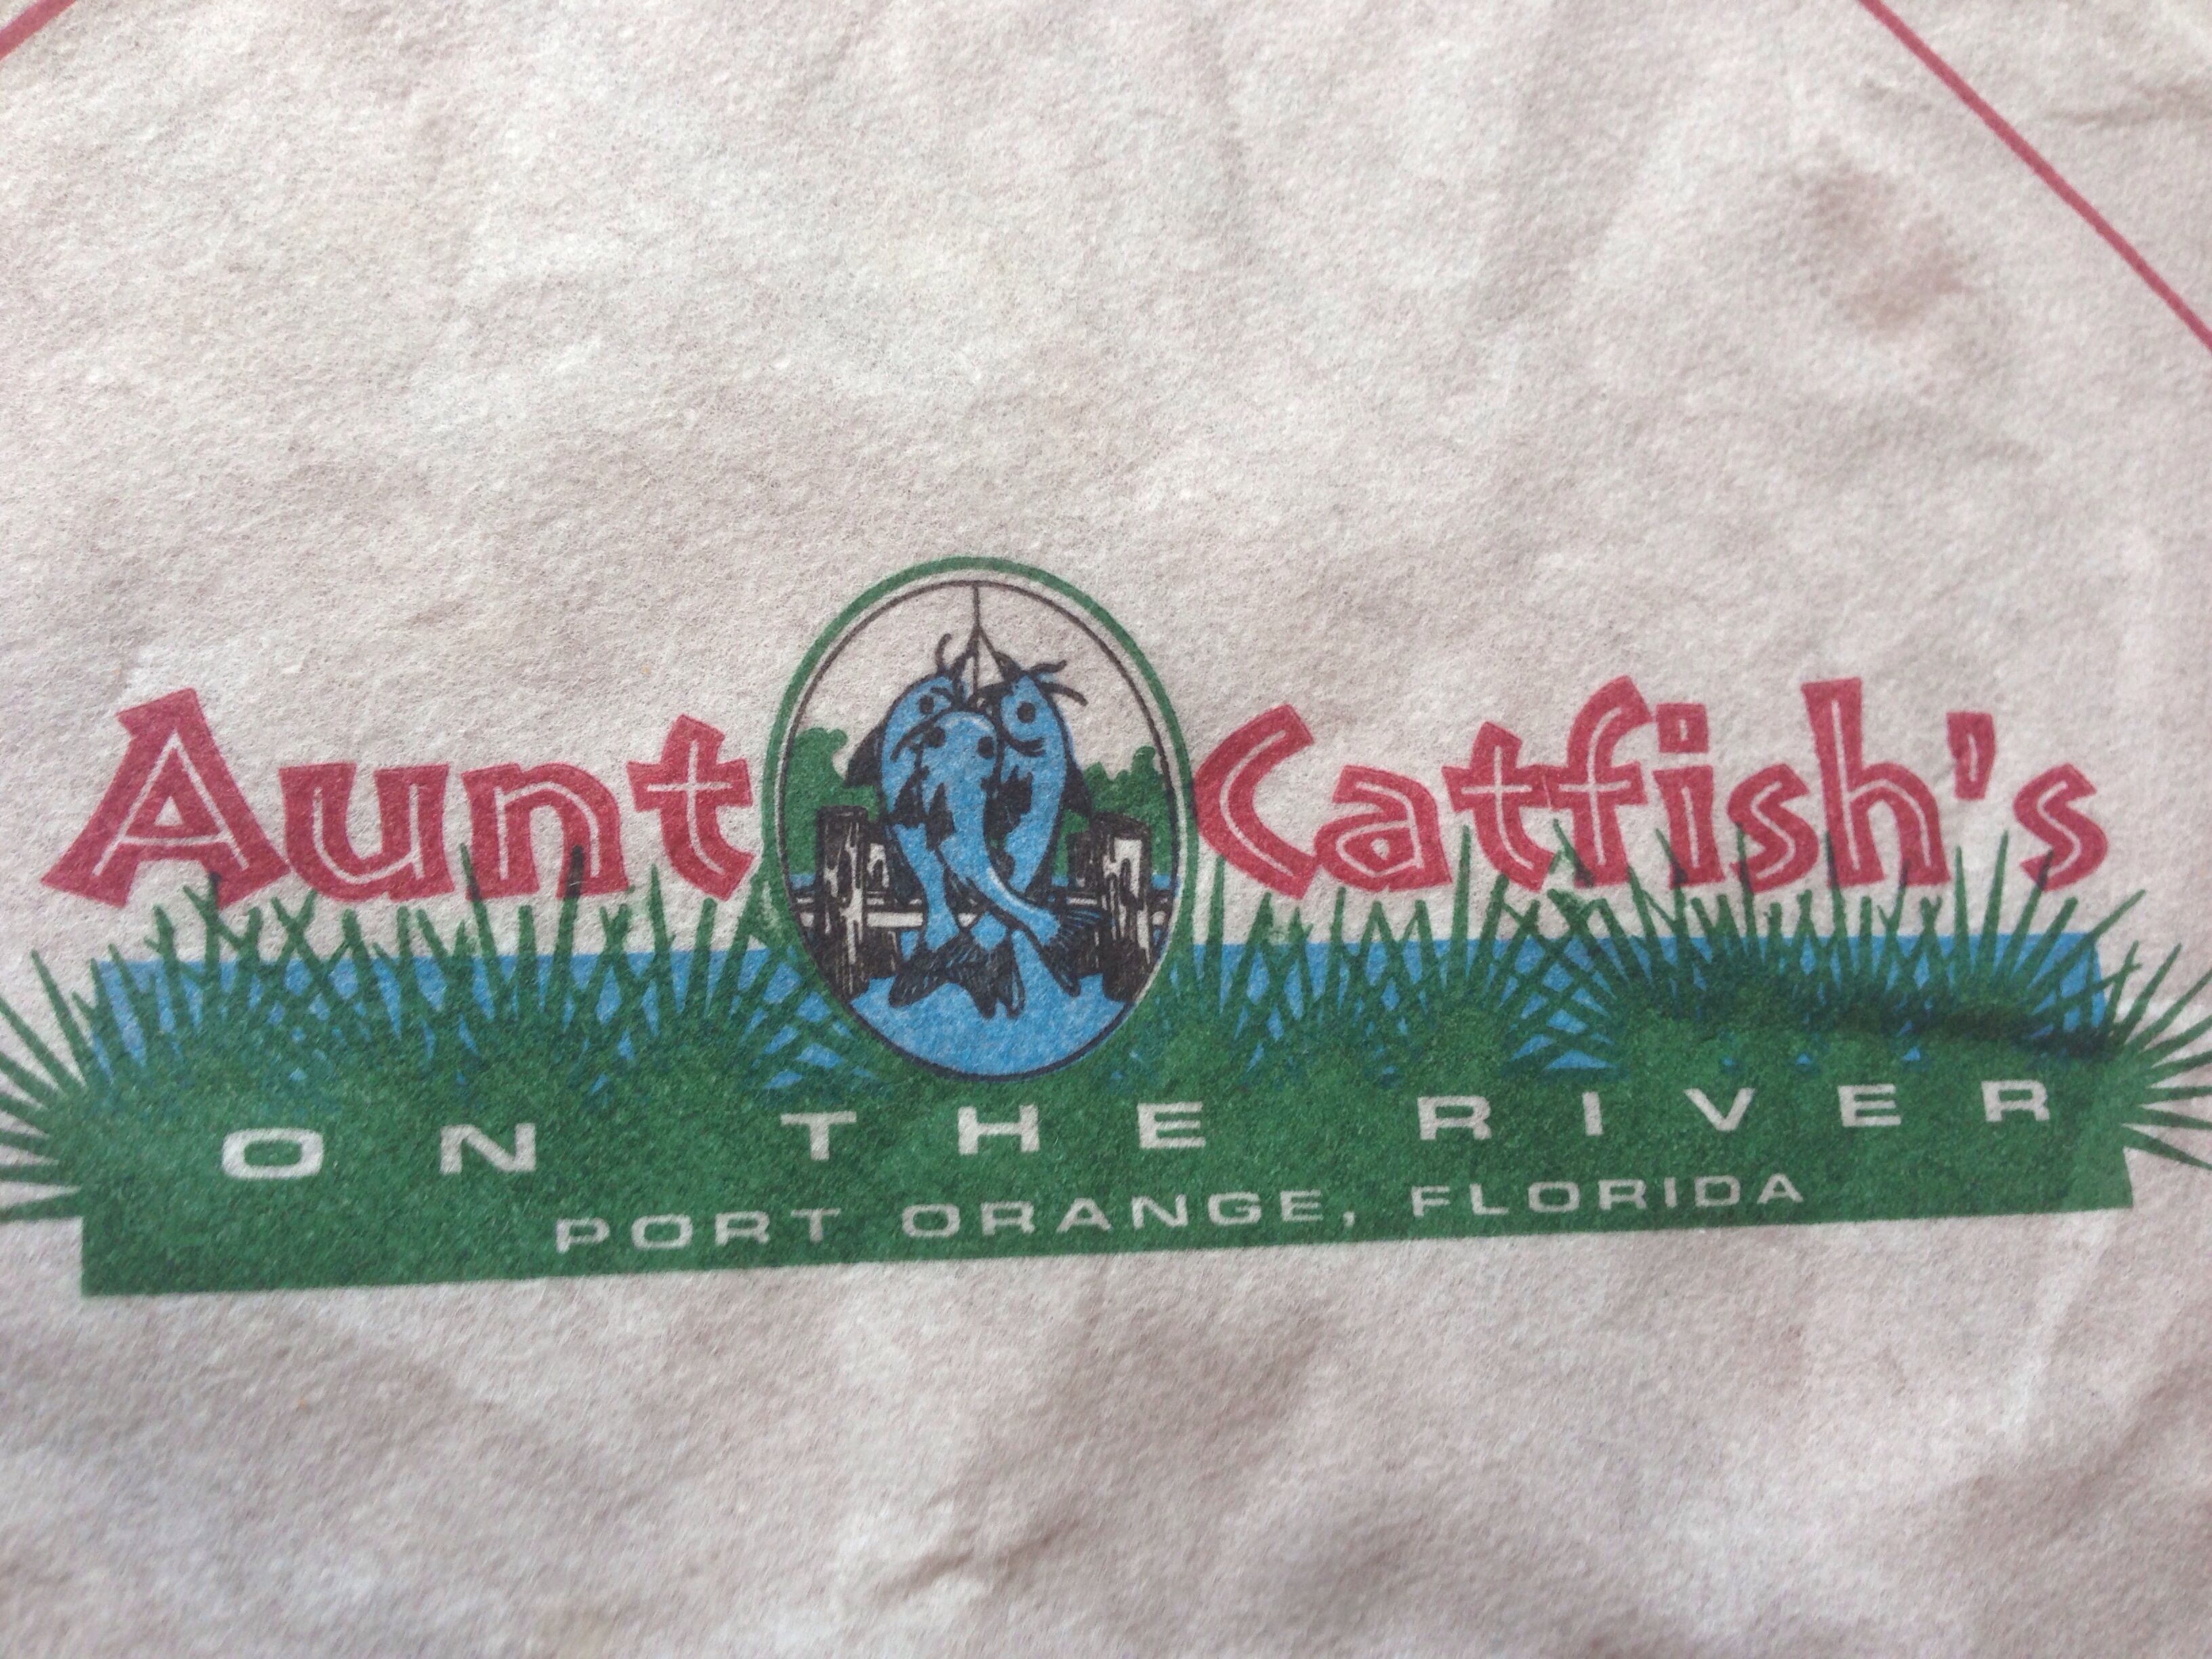 Aunt Catfish's
ON THE RIVER
PORT ORANGE, FLORIDA